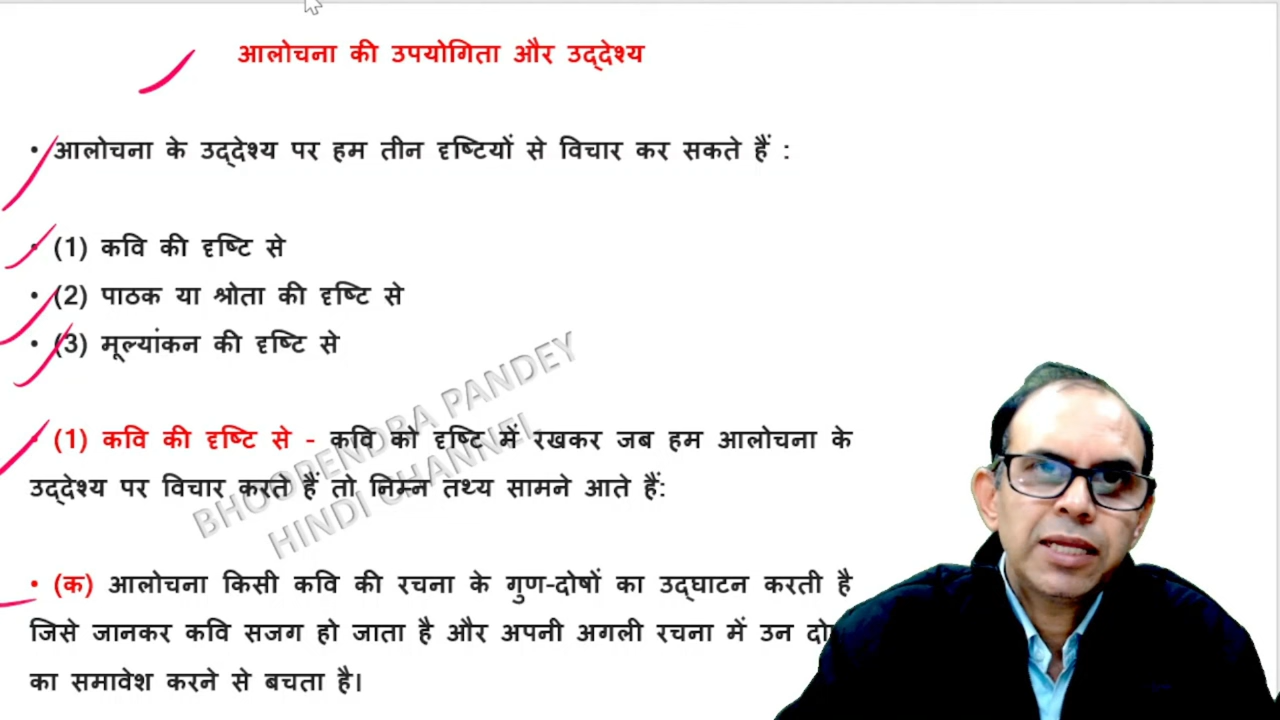 आलोचना की उपयोगिता और उद्देश्य
• आलोचना के उद्देश्य पर हम तीन दृष्टियों से विचार कर सकते हैं :
• (1) कवि की दृष्टि से
• (2) पाठक या श्रोता की दृष्टि से
• (3) मूल्यांकन की दृष्टि से
• (1) कवि की दृष्टि से - कवि को दृष्टि में रखकर जब हम आलोचना के
उद्देश्य पर विचार करते हैं तो निम्न तथ्य सामने आते हैं:
• (क) आलोचना किसी कवि की रचना के गुण-दोषों का उद्घाटन करती है
जिसे जानकर कवि सजग हो जाता है और अपनी अगली रचना में उन
का समावेश करने से बचता है।
BHOOPENDRA PANDEY
HINDI CHANNEL